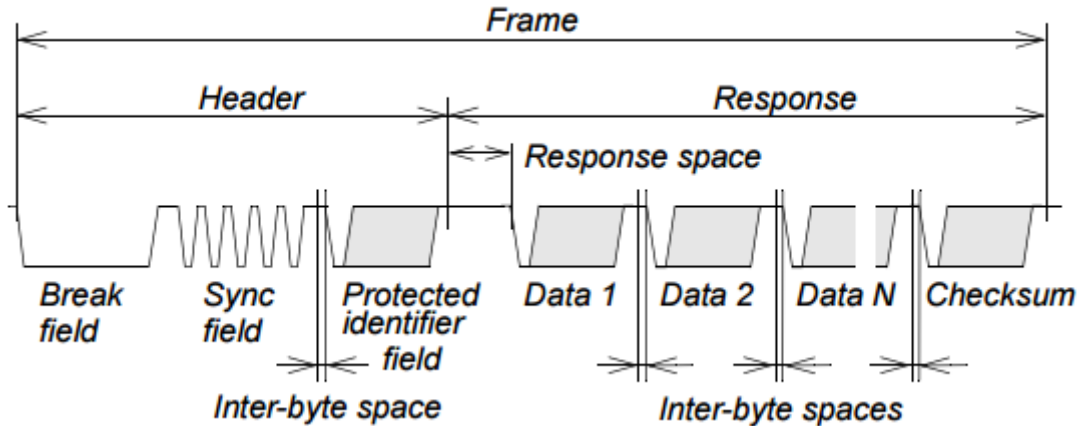 Frame
Header
Response
Response space
Break
field
Sync
field
Protected
identifier
field
Data 1
Data 2
Data N
Checksum
Inter-byte space
Inter-byte spaces